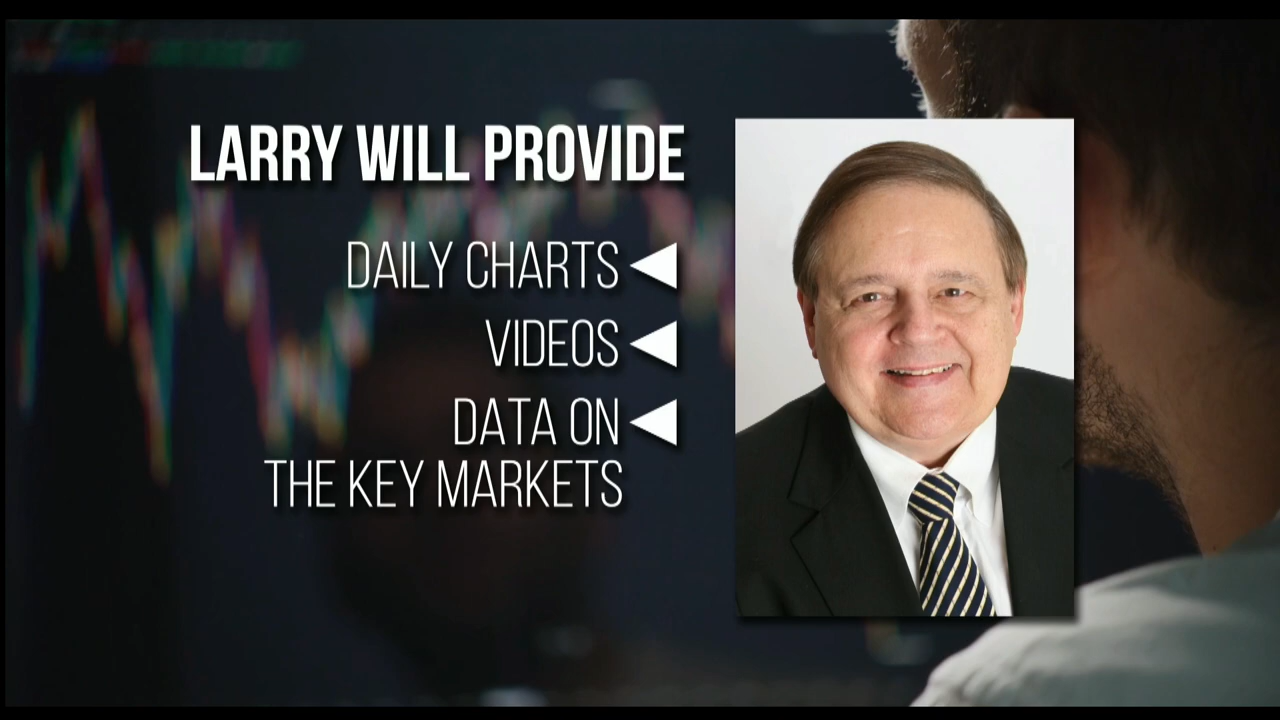 LARRY WILL PROVIDE
DAILY CHARTS
VIDEOS
DATA ON
THE KEY MARKETS